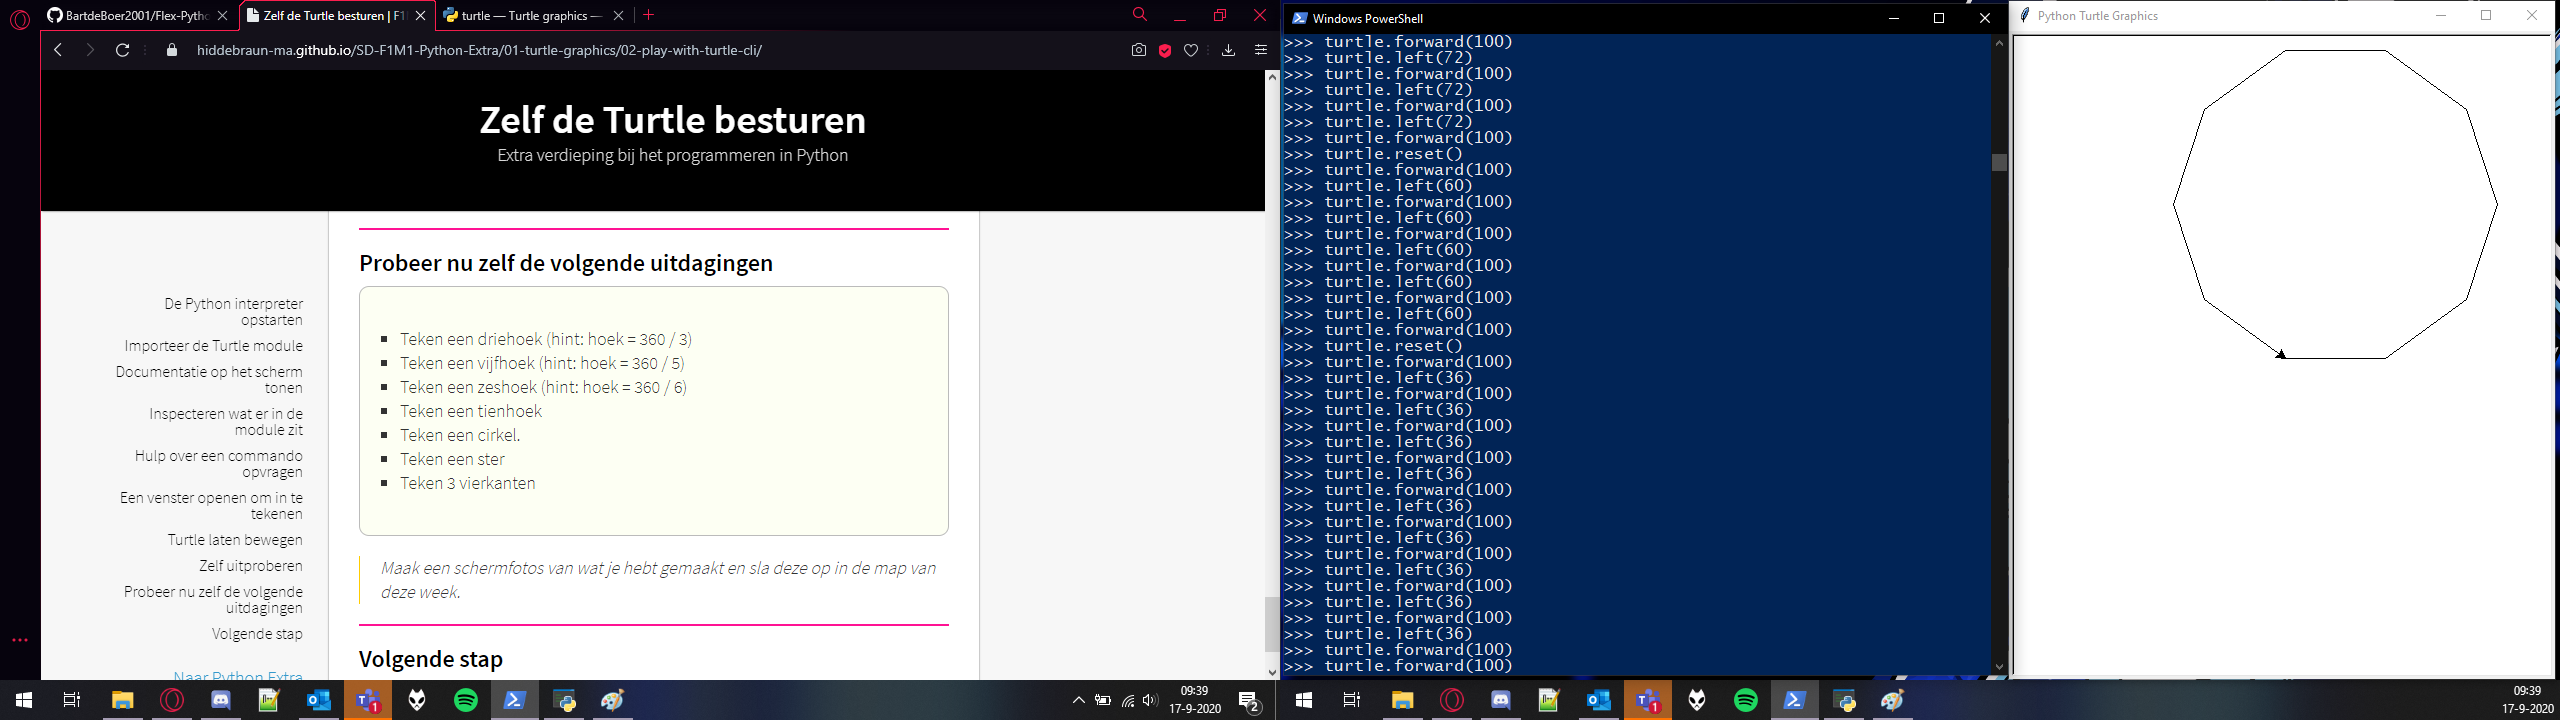 BartdeBoer2001/Flex-Pytho
Zelf de Turtle besturen | F1
turtle — Turtle graphics —
hiddebraun-ma.github.io/SD-F1M1-Python-Extra/01-turtle-graphics/02-play-with-turtle-cli/
Zelf de Turtle besturen
Extra verdieping bij het programmeren in Python
De Python interpreter
opstarten
Importeer de Turtle module
Documentatie op het scherm
tonen
Inspecteren wat er in de
module zit
Hulp over een commando
opvragen
Een venster openen om in te
tekenen
Turtle laten bewegen
Zelf uitproberen
Probeer nu zelf de volgende
uitdagingen
Volgende stap
Naar Python Extra
Probeer nu zelf de volgende uitdagingen
Teken een driehoek (hint: hoek = 360 / 3)
Teken een vijfhoek (hint: hoek = 360 / 5)
Teken een zeshoek (hint: hoek = 360 / 6)
Teken een tienhoek
Teken een cirkel.
Teken een ster
Teken 3 vierkanten
Maak een schermfotos van wat je hebt gemaakt en sla deze op in de map van
deze week.
Volgende stap
1
09:39
17-9-2020
2
Windows PowerShell
>>> turtle.forward(100)
>>> turtle.left(72)
>>> turtle.forward(100)
>>> turtle.left(72)
>>> turtle.forward(100)
>>> turtle.left(72)
>>> turtle.forward(100)
>>> turtle.reset()
>>> turtle.forward(100)
>>> turtle.left(60)
>>> turtle.forward(100)
>>> turtle.left(60)
>>> turtle.forward(100)
>>> turtle.left(60)
>>> turtle.forward(100)
>>> turtle.left(60)
>>> turtle.forward(100)
>>> turtle.left(60)
>>> turtle.forward(100)
>>> turtle.reset()
>>> turtle.forward(100)
>>> turtle.left(36)
>>> turtle.forward(100)
>>> turtle.left(36)
>>> turtle.forward(100)
>>> turtle.left(36)
>>> turtle.forward(100)
>>> turtle.left(36)
>>> turtle.forward(100)
>>> turtle.left(36)
>>> turtle.forward(100)
>>> turtle.left(36)
>>> turtle.forward(100)
>>> turtle.left(36)
>>> turtle.forward(100)
>>> turtle.left(36)
>>> turtle.forward(100)
>>> turtle.left(36)
>>> turtle.forward(100)
>>> turtle.forward(100)
Python Turtle Graphics
1
09:39
17-9-2020